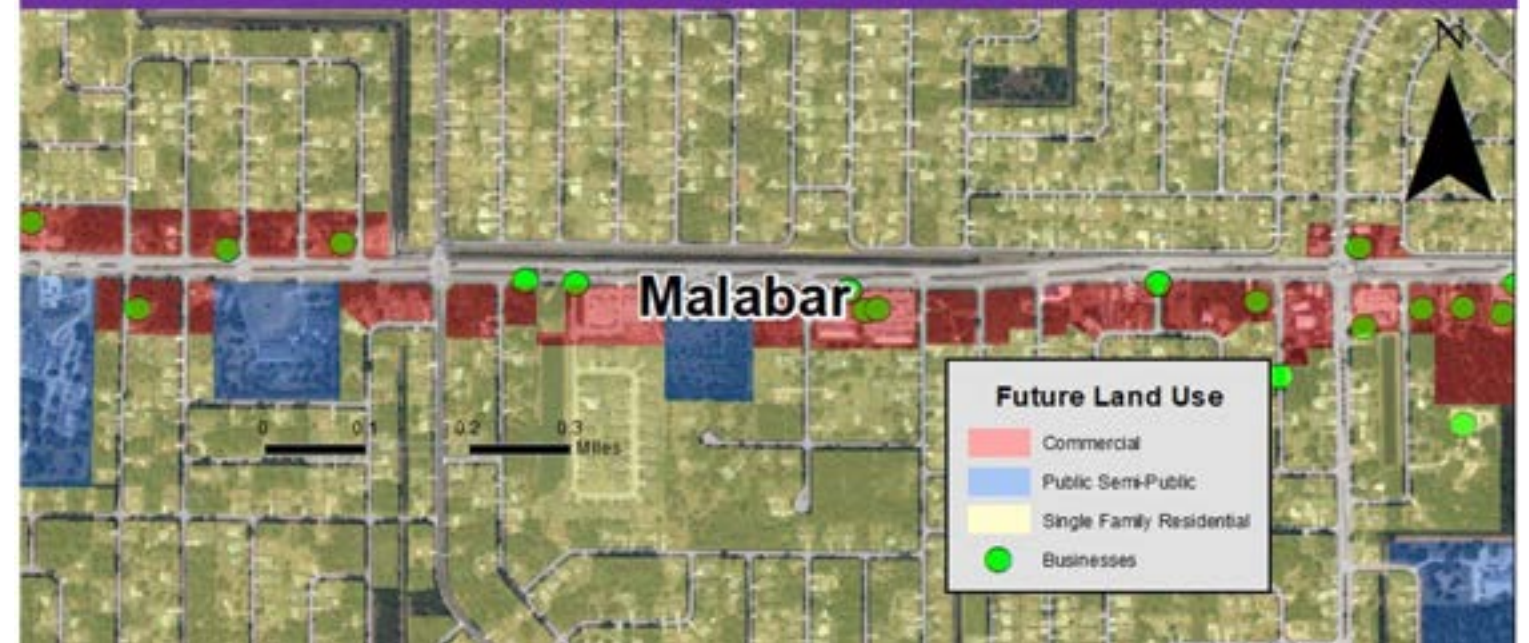 N
Malabar
0 0.1 0.2 0.3
Miles
Future Land Use
Commercial
Public Semi-Public
Single Family Residential
Businesses